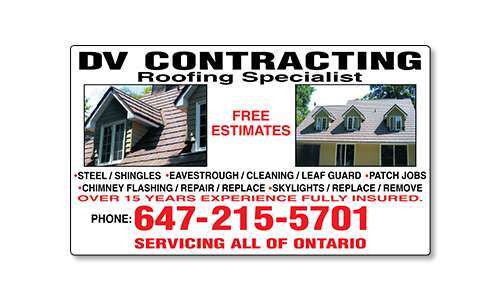 DV CONTRACTING
Roofing Specialist
FREE
ESTIMATES
•STEEL / SHINGLES •EAVESTROUGH / CLEANING / LEAF GUARD •PATCH JOBS
•CHIMNEY FLASHING / REPAIR / REPLACE •SKYLIGHTS / REPLACE / REMOVE
OVER 15 YEARS EXPERIENCE FULLY INSURED.
PHONE: 647-215-5701
SERVICING ALL OF ONTARIO